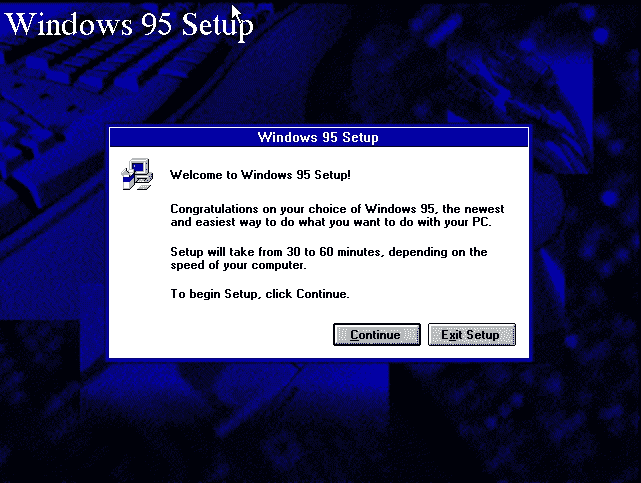 Windows 95 Setup
Windows 95 Setup
Welcome to Windows 95 Setup!
Congratulations on your choice of Windows 95, the newest
and easiest way to do what you want to do with your PC.
Setup will take from 30 to 60 minutes, depending on the
speed of your computer.
To begin Setup, click Continue.
Continue
Exit Setup